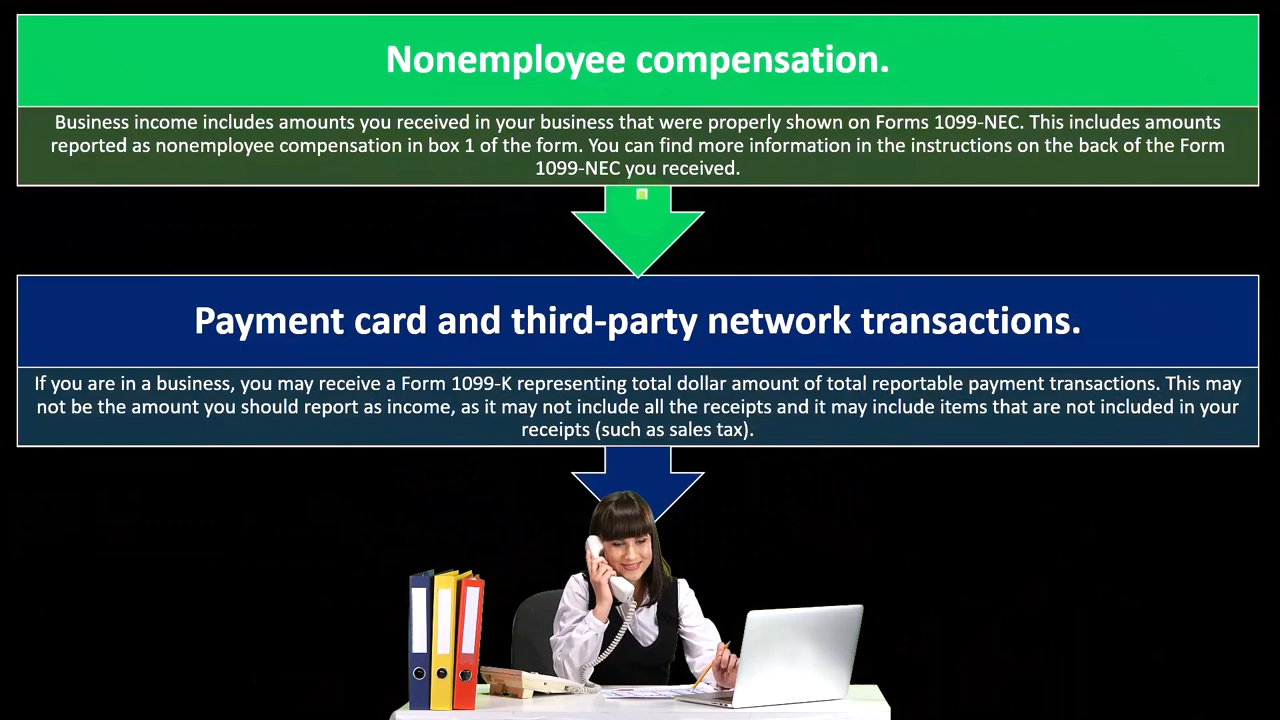 Nonemployee compensation.
Business income includes amounts you received in your business that were properly shown on Forms 1099-NEC. This includes amounts
reported as nonemployee compensation in box 1 of the form. You can find more information in the instructions on the back of the Form
1099-NEC you received.
Payment card and third-party network transactions.
If you are in a business, you may receive a Form 1099-K representing total dollar amount of total reportable payment transactions. This may
not be the amount you should report as income, as it may not include all the receipts and it may include items that are not included in your
receipts (such as sales tax).